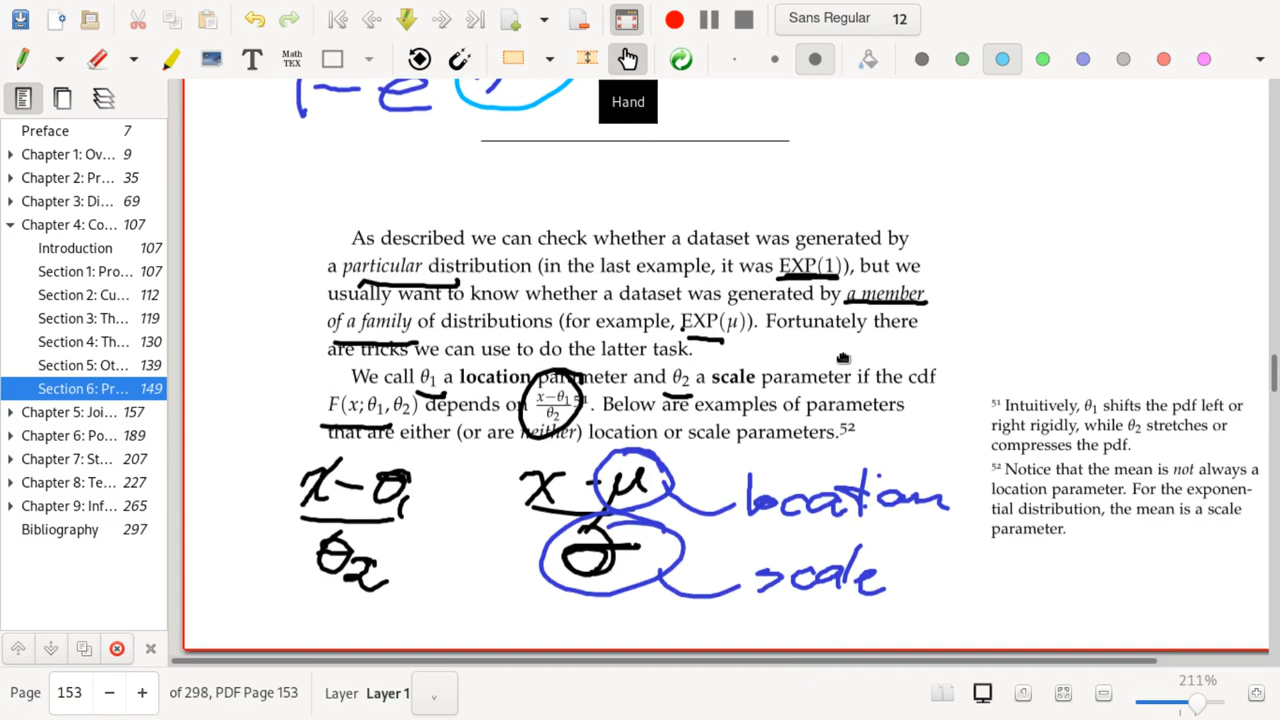 Sans Regular 12
T Math TEX
Preface 7
Chapter 1: Ov... 9
Chapter 2: Pr... 35
Chapter 3: Di... 69
Chapter 4: Co... 107
Introduction 107
Section 1: Pro... 107
Section 2: Cu... 112
Section 3: Th... 119
Section 4: Th... 130
Section 5: Ot... 139
Section 6: Pr... 149
Chapter 5: Joi... 157
Chapter 6: Po... 189
Chapter 7: St... 207
Chapter 8: Te... 227
Chapter 9: Inf... 265
Bibliography 297
1 - e
Hand
As described we can check whether a dataset was generated by
a particular distribution (in the last example, it was EXP(1)), but we
usually want to know whether a dataset was generated by a member
of a family of distributions (for example, EXP(μ)). Fortunately there
are tricks we can use to do the latter task.
We call θ₁ a location parameter and θ₂ a scale parameter if the cdf
F(x; θ₁, θ₂) depends on (x−θ₁)/θ₂ 51. Below are examples of parameters
that are either (or are neither) location or scale parameters.52
51 Intuitively, θ₁ shifts the pdf left or
right rigidly, while θ₂ stretches or
compresses the pdf.
52 Notice that the mean is not always a
location parameter. For the exponen-
tial distribution, the mean is a scale
parameter.
x - θ₁ x - μ location
θ₂ σ scale
Page 153 of 298, PDF Page 153 Layer Layer 1 211%